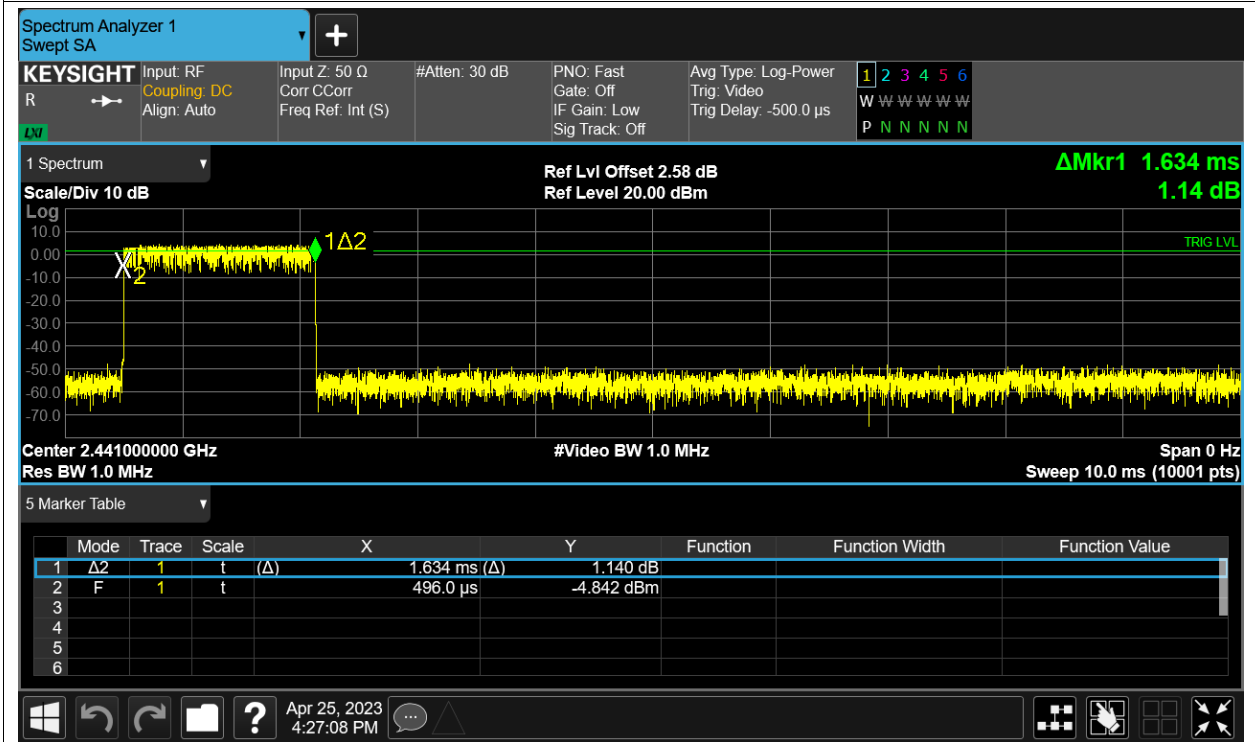 Spectrum Analyzer 1
Swept SA
+
KEYSIGHT Input: RF Input Z: 50 Ω #Atten: 30 dB PNO: Fast Avg Type: Log-Power 1 2 3 4 5 6
R Coupling: DC Corr CCorr Gate: Off Trig: Video W W W W W W
Align: Auto Freq Ref: Int (S) IF Gain: Low Trig Delay: -500.0 µs P N N N N N
LXI Sig Track: Off
1 Spectrum Ref Lvl Offset 2.58 dB ΔMkr1 1.634 ms
Scale/Div 10 dB Ref Level 20.00 dBm 1.14 dB
Log
10.0
1Δ2
TRIG LVL
0.00
2
-10.0
-20.0
-30.0
-40.0
-50.0
-60.0
-70.0
Center 2.441000000 GHz #Video BW 1.0 MHz Span 0 Hz
Res BW 1.0 MHz Sweep 10.0 ms (10001 pts)
5 Marker Table
Mode Trace Scale X Y Function Function Width Function Value
1 Δ2 1 t (Δ) 1.634 ms (Δ) 1.140 dB
2 F 1 t 496.0 µs -4.842 dBm
3
4
5
6
? Apr 25, 2023
4:27:08 PM